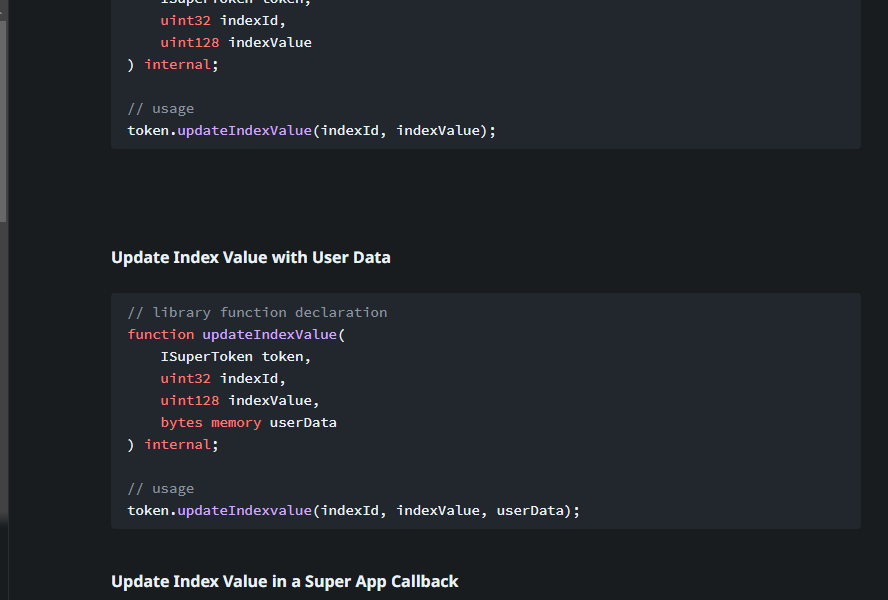 ISuperToken token,
uint32 indexId,
uint128 indexValue
) internal;
// usage
token.updateIndexValue(indexId, indexValue);
Update Index Value with User Data
// library function declaration
function updateIndexValue(
ISuperToken token,
uint32 indexId,
uint128 indexValue,
bytes memory userData
) internal;
// usage
token.updateIndexvalue(indexId, indexValue, userData);
Update Index Value in a Super App Callback